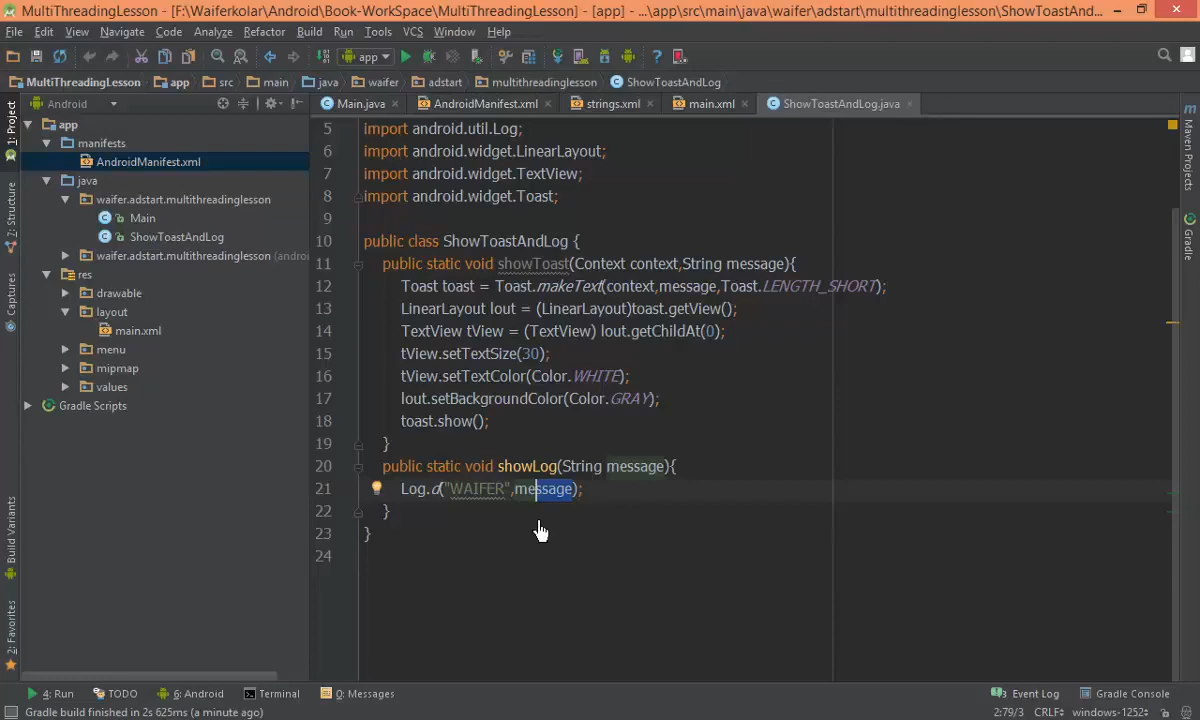 MultiThreadingLesson - [F:\Waiferkolar\Android\Book-WorkSpace\MultiThreadingLesson] - [app] - ...\app\src\main\java\waifer\adstart\multithreadinglesson\ShowToastAnd...
File Edit View Navigate Code Analyze Refactor Build Run Tools VCS Window Help
app
MultiThreadingLesson app src main java waifer adstart multithreadinglesson ShowToastAndLog
Android
Main.java AndroidManifest.xml strings.xml main.xml ShowToastAndLog.java
1: Project
7: Structure
Captures
Build Variants
2: Favorites
app
manifests
AndroidManifest.xml
java
waifer.adstart.multithreadinglesson
Main
ShowToastAndLog
waifer.adstart.multithreadinglesson (andro
res
drawable
layout
main.xml
menu
mipmap
values
Gradle Scripts
5 import android.util.Log;
6 import android.widget.LinearLayout;
7 import android.widget.TextView;
8 import android.widget.Toast;
9
10 public class ShowToastAndLog {
11 public static void showToast(Context context,String message){
12 Toast toast = Toast.makeText(context,message,Toast.LENGTH_SHORT);
13 LinearLayout lout = (LinearLayout)toast.getView();
14 TextView tView = (TextView) lout.getChildAt(0);
15 tView.setTextSize(30);
16 tView.setTextColor(Color.WHITE);
17 lout.setBackgroundColor(Color.GRAY);
18 toast.show();
19 }
20 public static void showLog(String message){
21 Log.d("WAIFER",message);
22 }
23 }
24
Maven Projects
Gradle
4: Run TODO 6: Android Terminal 0: Messages Event Log Gradle Console
Gradle build finished in 2s 625ms (a minute ago) 2:79/3 CRLF windows-1252